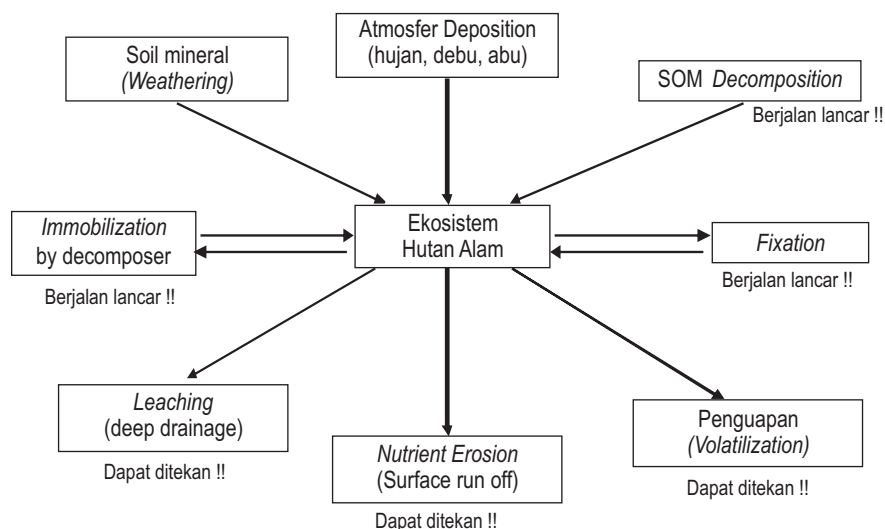 Soil mineral
(Weathering)
Atmosfer Deposition
(hujan, debu, abu)
SOM Decomposition
Berjalan lancar !!
Immobilization
by decomposer
Berjalan lancar !!
Ekosistem
Hutan Alam
Fixation
Berjalan lancar !!
Leaching
(deep drainage)
Dapat ditekan !!
Nutrient Erosion
(Surface run off)
Dapat ditekan !!
Penguapan
(Volatilization)
Dapat ditekan !!